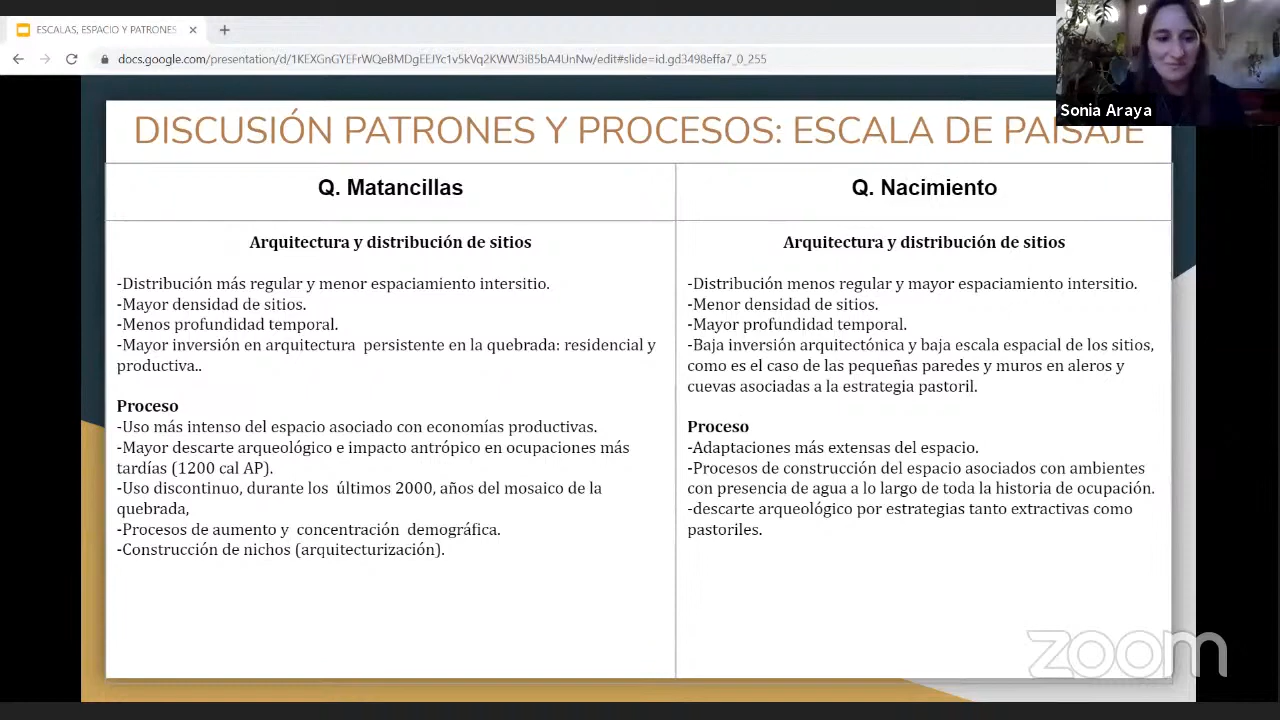 ESCALAS, ESPACIO Y PATRONES
docs.google.com/presentation/d/1KEXGnGYEFrWQeBMDgEEJYc1v5kVq2KWW3i85bA4UnNw/edit#slide=id.gd3498effa7_0_255
Sonia Araya
DISCUSIÓN PATRONES Y PROCESOS: ESCALA DE PAISAJE
Q. Matancillas
Arquitectura y distribución de sitios
-Distribución más regular y menor espaciamiento intersitio.
-Mayor densidad de sitios.
-Menos profundidad temporal.
-Mayor inversión en arquitectura persistente en la quebrada: residencial y
productiva..
Proceso
-Uso más intenso del espacio asociado con economías productivas.
-Mayor descarte arqueológico e impacto antrópico en ocupaciones más
tardías (1200 cal AP).
-Uso discontinuo, durante los últimos 2000, años del mosaico de la
quebrada,
-Procesos de aumento y concentración demográfica.
-Construcción de nichos (arquitecturización).
Q. Nacimiento
Arquitectura y distribución de sitios
-Distribución menos regular y mayor espaciamiento intersitio.
-Menor densidad de sitios.
-Mayor profundidad temporal.
-Baja inversión arquitectónica y baja escala espacial de los sitios,
como es el caso de las pequeñas paredes y muros en aleros y
cuevas asociadas a la estrategia pastoril.
Proceso
-Adaptaciones más extensas del espacio.
-Procesos de construcción del espacio asociados con ambientes
con presencia de agua a lo largo de toda la historia de ocupación.
-descarte arqueológico por estrategias tanto extractivas como
pastoriles.
zoom